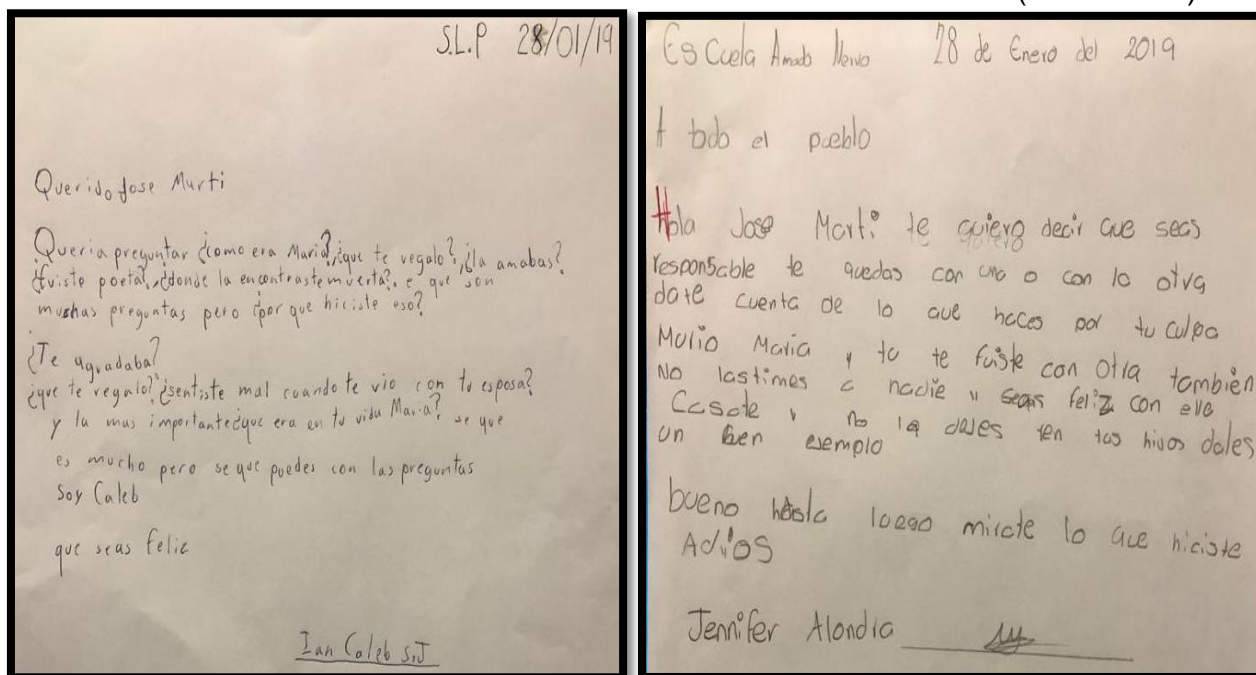 S.L.P 28/01/19
Querido Jose Marti
Queria preguntar ¿como era Maria?, ¿que te regalo?, ¿la amabas?
¿fuiste poeta?, ¿donde la encontraste muerta?, e que son
muchas preguntas pero ¿por que hiciste eso?
¿Te agradaba?
¿que te regalo? ¿sentiste mal cuando te vio con tu esposa?
y la mas importante ¿que era en tu vida Maria? se que
es mucho pero se que puedes con las preguntas
Soy Caleb
que seas feliz
Ian Caleb S.J
EsCuela Amado Nervo 28 de Enero del 2019
A todo el pueblo
Hola Jose Marti te quiero decir que seas
responsable te quedas con una o con la otra
date cuenta de lo que haces por tu culpa
Murio Maria y tu te fuiste con otra también
No lastimes a nadie y seas feliz con ella
Casate y no la dejes ten tus hijos dales
un buen ejemplo
bueno hasta luego mirate lo que hiciste
Adios
Jennifer Alondra